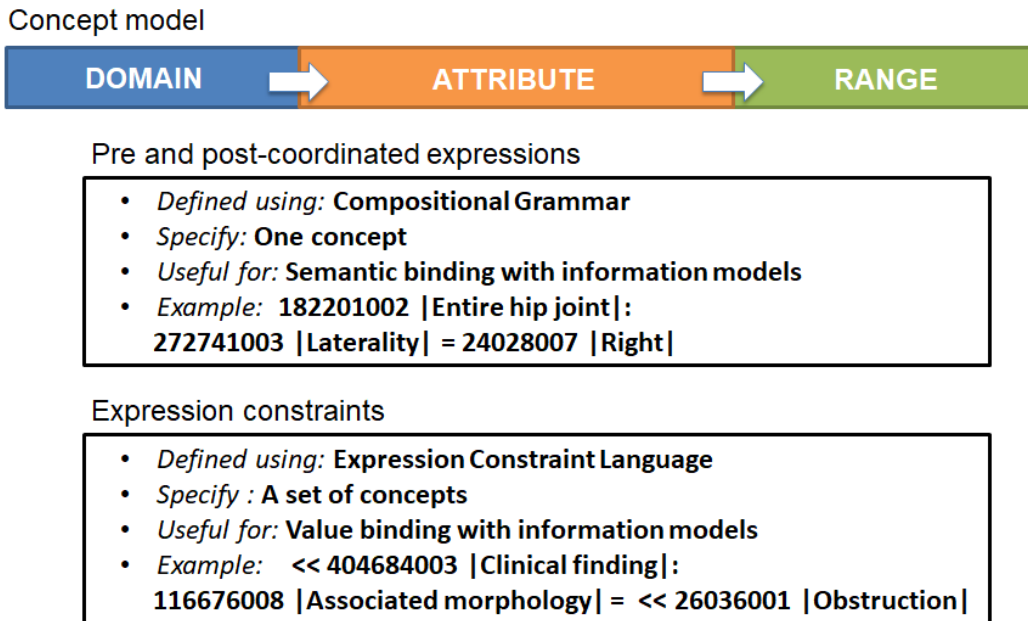 Concept model
DOMAIN ATTRIBUTE RANGE
Pre and post-coordinated expressions
• Defined using: Compositional Grammar
• Specify: One concept
• Useful for: Semantic binding with information models
• Example: 182201002 |Entire hip joint|:
272741003 |Laterality| = 24028007 |Right|
Expression constraints
• Defined using: Expression Constraint Language
• Specify : A set of concepts
• Useful for: Value binding with information models
• Example: << 404684003 |Clinical finding|:
116676008 |Associated morphology| = << 26036001 |Obstruction|